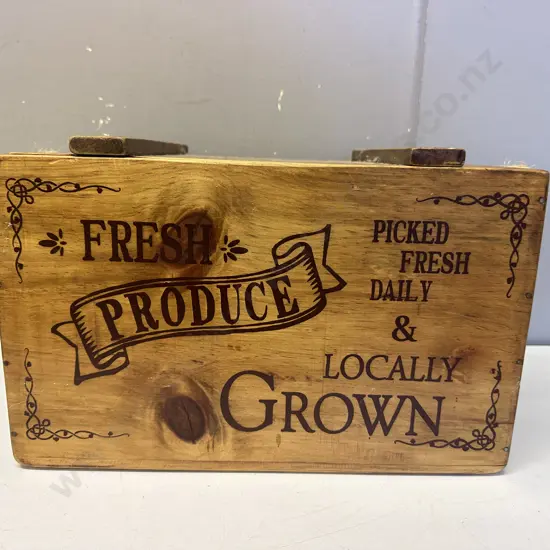 FRESH
PRODUCE
PICKED
FRESH
DAILY
&
LOCALLY
GROWN